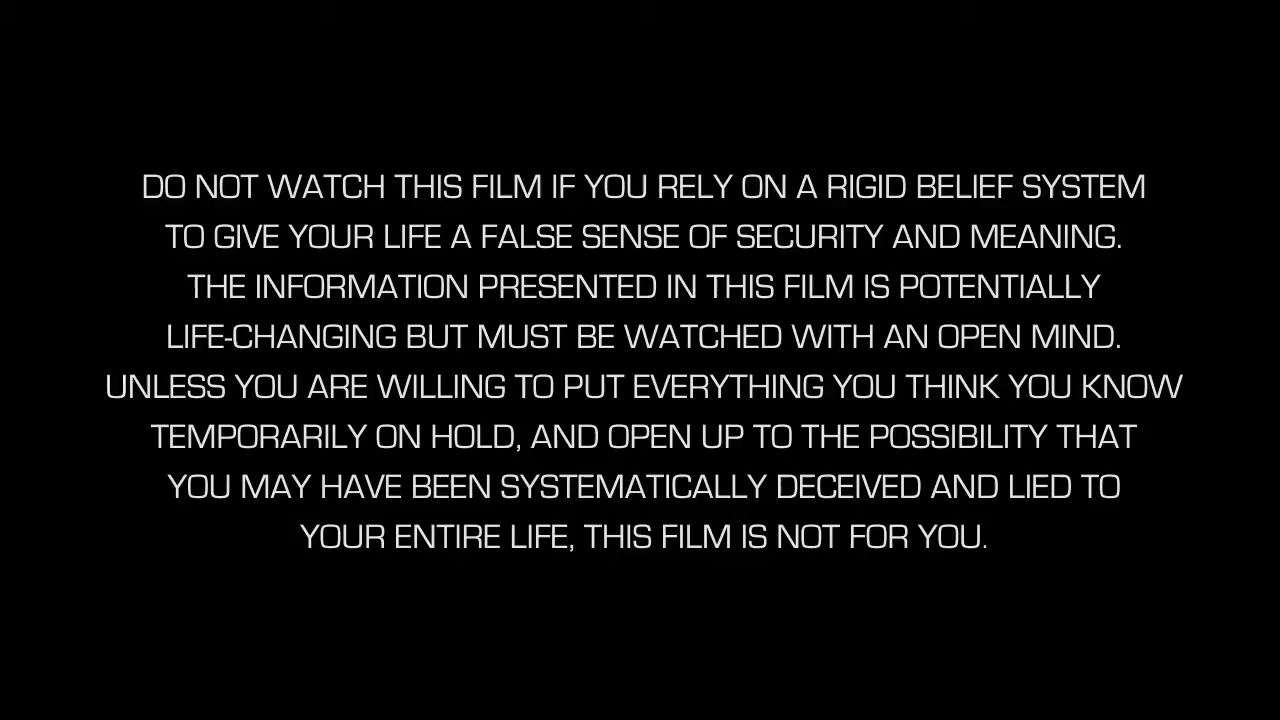 DO NOT WATCH THIS FILM IF YOU RELY ON A RIGID BELIEF SYSTEM
TO GIVE YOUR LIFE A FALSE SENSE OF SECURITY AND MEANING.
THE INFORMATION PRESENTED IN THIS FILM IS POTENTIALLY
LIFE-CHANGING BUT MUST BE WATCHED WITH AN OPEN MIND.
UNLESS YOU ARE WILLING TO PUT EVERYTHING YOU THINK YOU KNOW
TEMPORARILY ON HOLD, AND OPEN UP TO THE POSSIBILITY THAT
YOU MAY HAVE BEEN SYSTEMATICALLY DECEIVED AND LIED TO
YOUR ENTIRE LIFE, THIS FILM IS NOT FOR YOU.